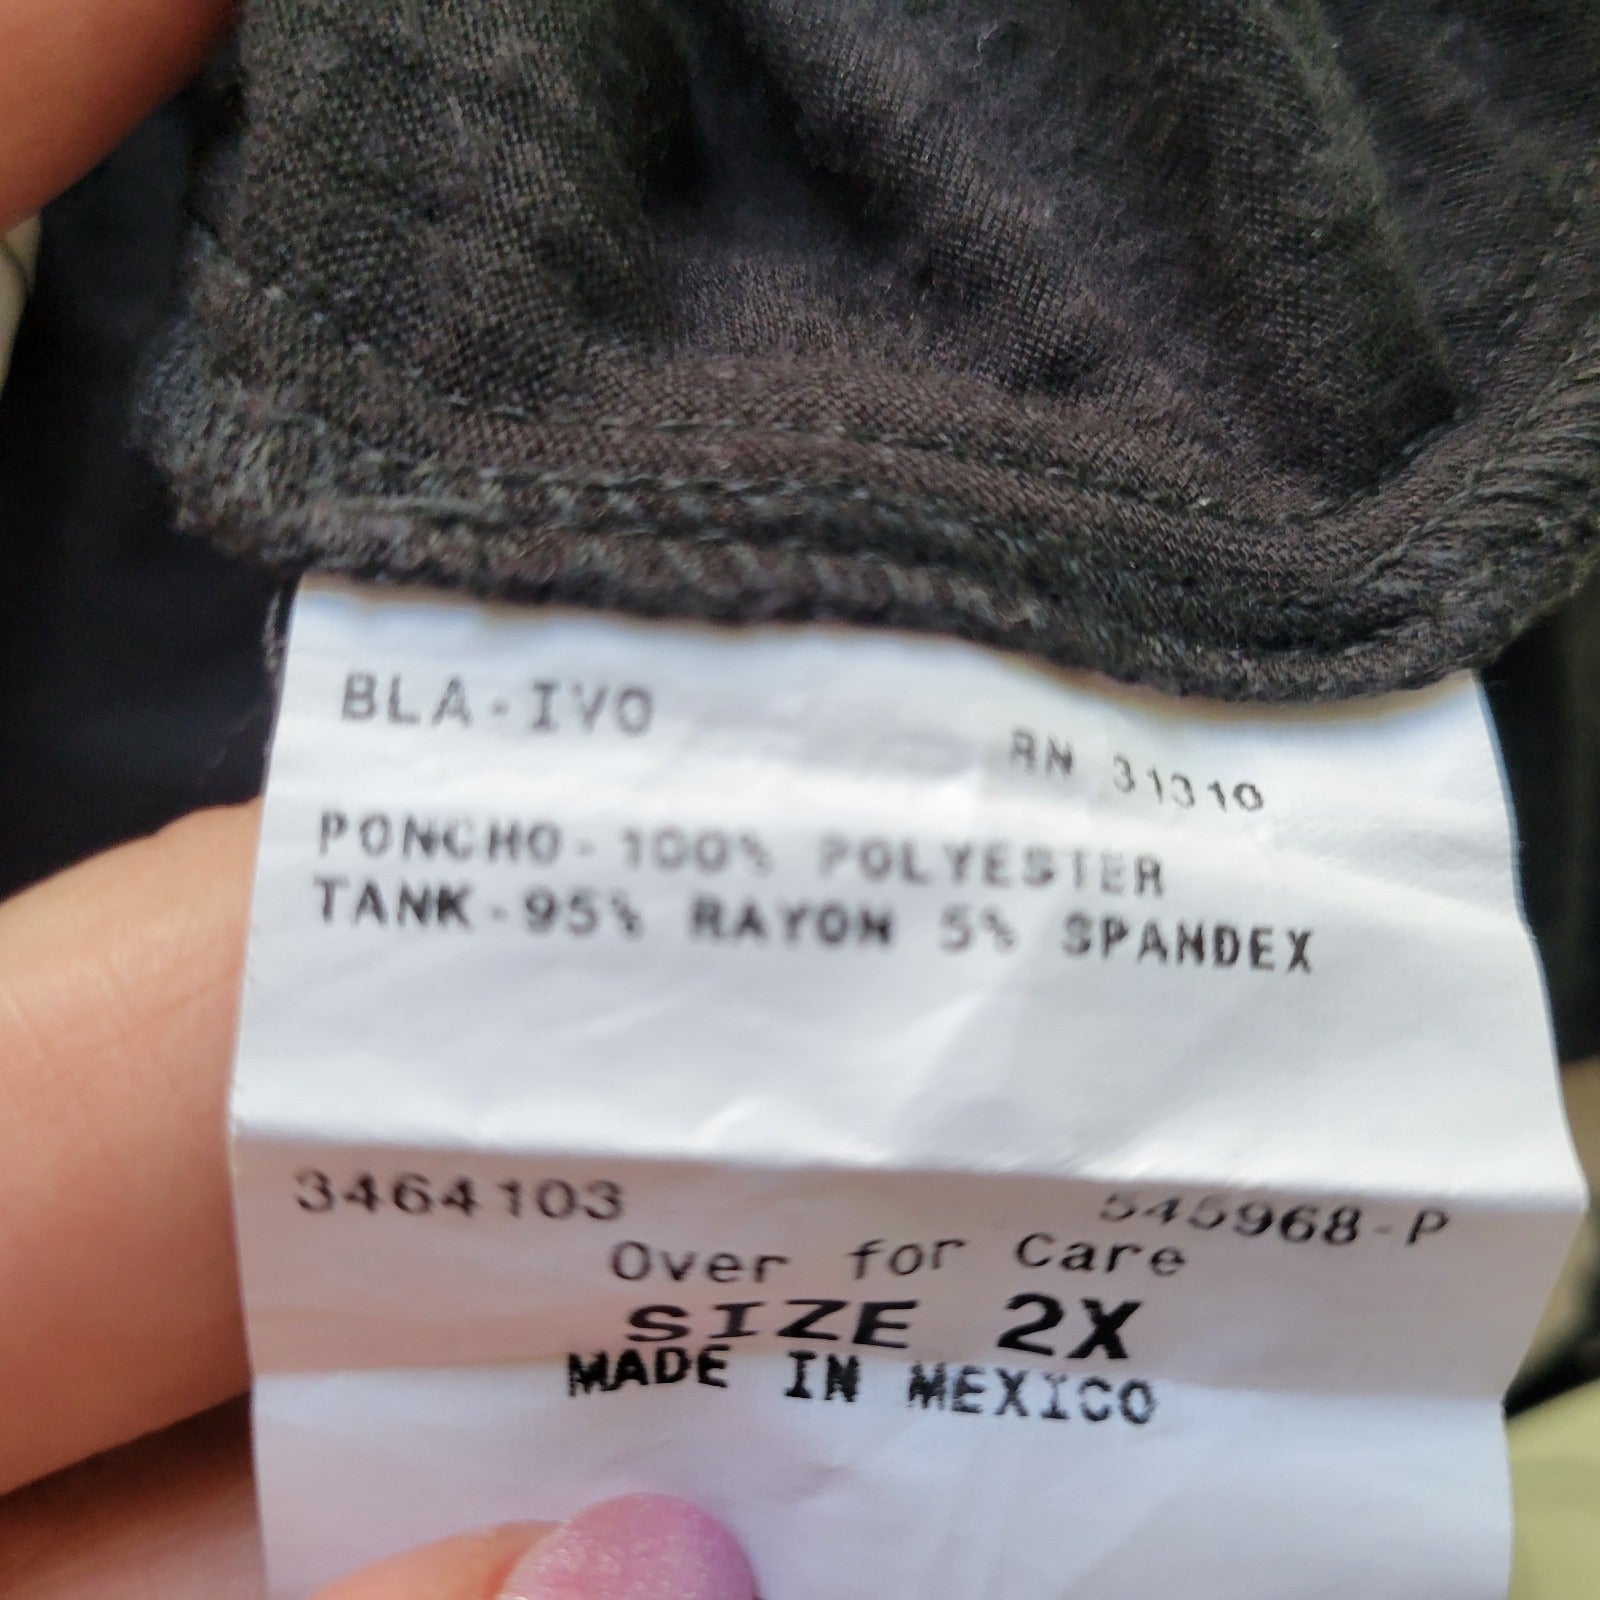 BLA-IVO
RN 31310
PONCHO-100% POLYESTER
TANK-95% RAYON 5% SPANDEX
3464103 545968-P
Over for Care
SIZE 2X
MADE IN MEXICO